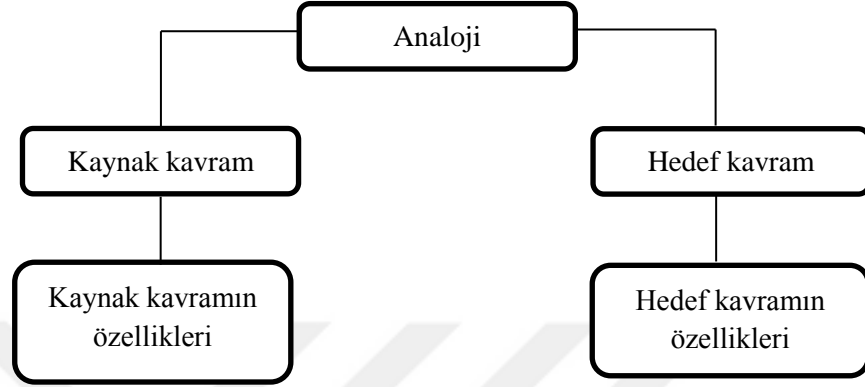 Analoji
Kaynak kavram
Hedef kavram
Kaynak kavramın
özellikleri
Hedef kavramın
özellikleri